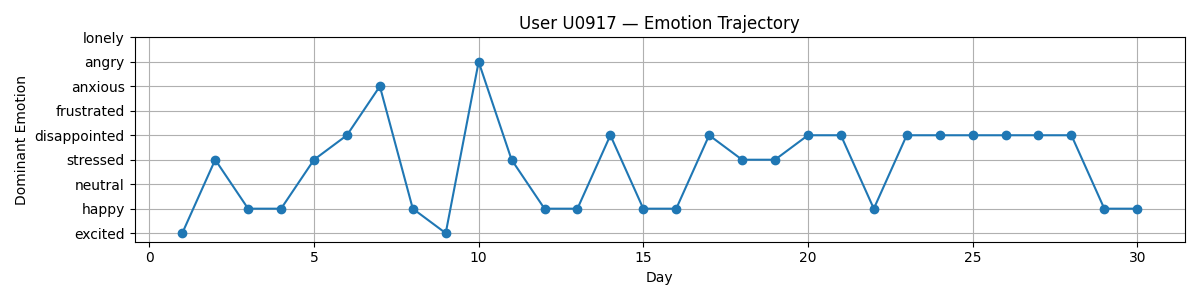 User U0917 — Emotion Trajectory
Dominant Emotion
lonely
angry
anxious
frustrated
disappointed
stressed
neutral
happy
excited
0 5 10 15 20 25 30
Day